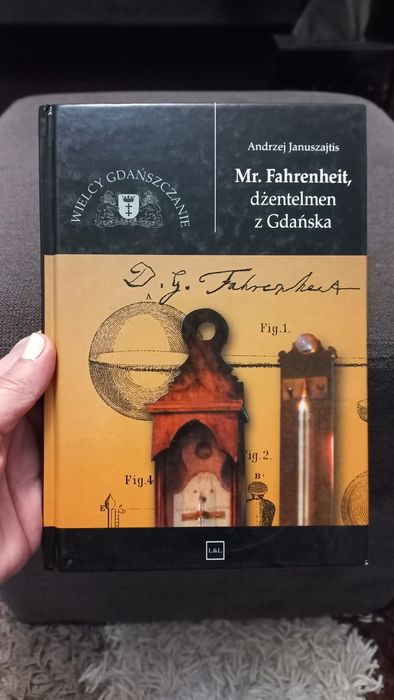 WIELCY GDAŃSZCZANIE
Andrzej Januszajtis
Mr. Fahrenheit,
dżentelmen
z Gdańska
D. G. Fahrenheit
A.
Fig.1.
Fig.2.
Fig.4
B
E
L&L